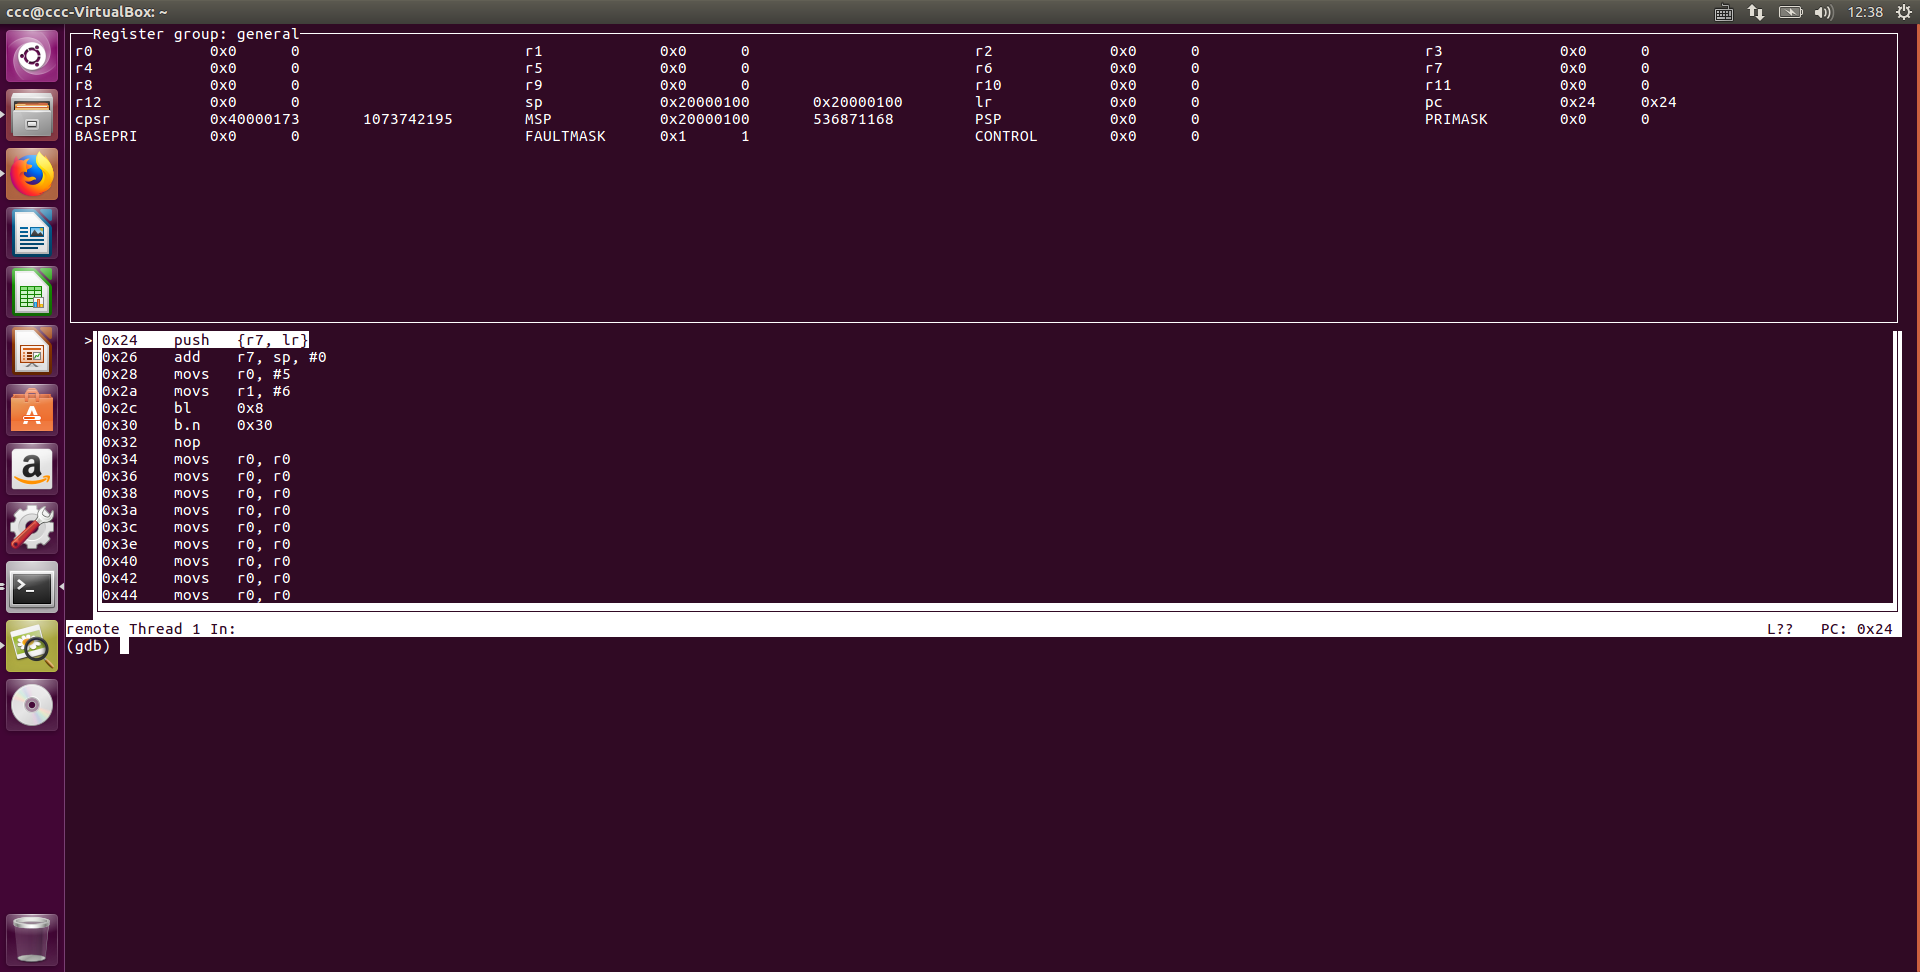 ccc@ccc-VirtualBox: ~ 12:38
Register group: general
r0 0x0 0 r1 0x0 0 r2 0x0 0 r3 0x0 0
r4 0x0 0 r5 0x0 0 r6 0x0 0 r7 0x0 0
r8 0x0 0 r9 0x0 0 r10 0x0 0 r11 0x0 0
r12 0x0 0 sp 0x20000100 0x20000100 lr 0x0 0 pc 0x24 0x24
cpsr 0x40000173 1073742195 MSP 0x20000100 536871168 PSP 0x0 0 PRIMASK 0x0 0
BASEPRI 0x0 0 FAULTMASK 0x1 1 CONTROL 0x0 0
> 0x24 push {r7, lr}
0x26 add r7, sp, #0
0x28 movs r0, #5
0x2a movs r1, #6
0x2c bl 0x8
0x30 b.n 0x30
0x32 nop
0x34 movs r0, r0
0x36 movs r0, r0
0x38 movs r0, r0
0x3a movs r0, r0
0x3c movs r0, r0
0x3e movs r0, r0
0x40 movs r0, r0
0x42 movs r0, r0
0x44 movs r0, r0
remote Thread 1 In: L?? PC: 0x24
(gdb)